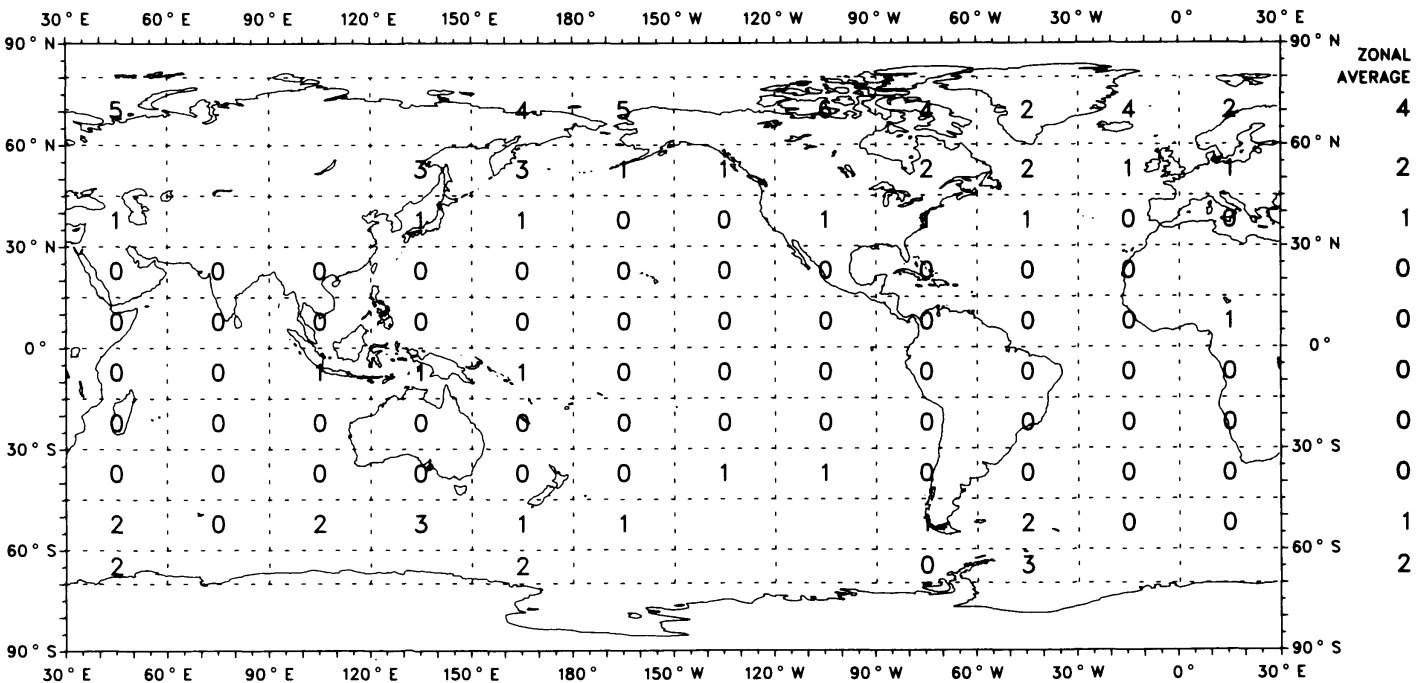 30° E 60° E 90° E 120° E 150° E 180° 150° W 120° W 90° W 60° W 30° W 0° 30° E
90° N 90° N
ZONAL
AVERAGE
5 4 5 6 4 2 4 2 4
60° N 60° N
3 3 1 1 2 2 1 1 2
1 1 1 0 0 1 1 1 0 0 1
30° N 30° N
0 0 0 0 0 0 0 0 0 0 0 0
0 0 0 0 0 0 0 0 0 0 0 1 0
0° 0°
0 0 1 1 1 0 0 0 0 0 0 0 0
0 0 0 0 0 0 0 0 0 0 0 0 0
30° S 30° S
0 0 0 0 0 0 1 1 0 0 0 0 0
2 0 2 3 1 1 1 2 0 0 1
60° S 60° S
2 2 0 3 2
90° S 90° S
30° E 60° E 90° E 120° E 150° E 180° 150° W 120° W 90° W 60° W 30° W 0° 30° E